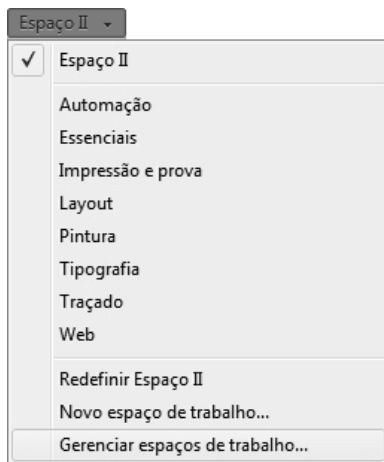 Espaço II
Espaço II
Automação
Essenciais
Impressão e prova
Layout
Pintura
Tipografia
Traçado
Web
Redefinir Espaço II
Novo espaço de trabalho...
Gerenciar espaços de trabalho...